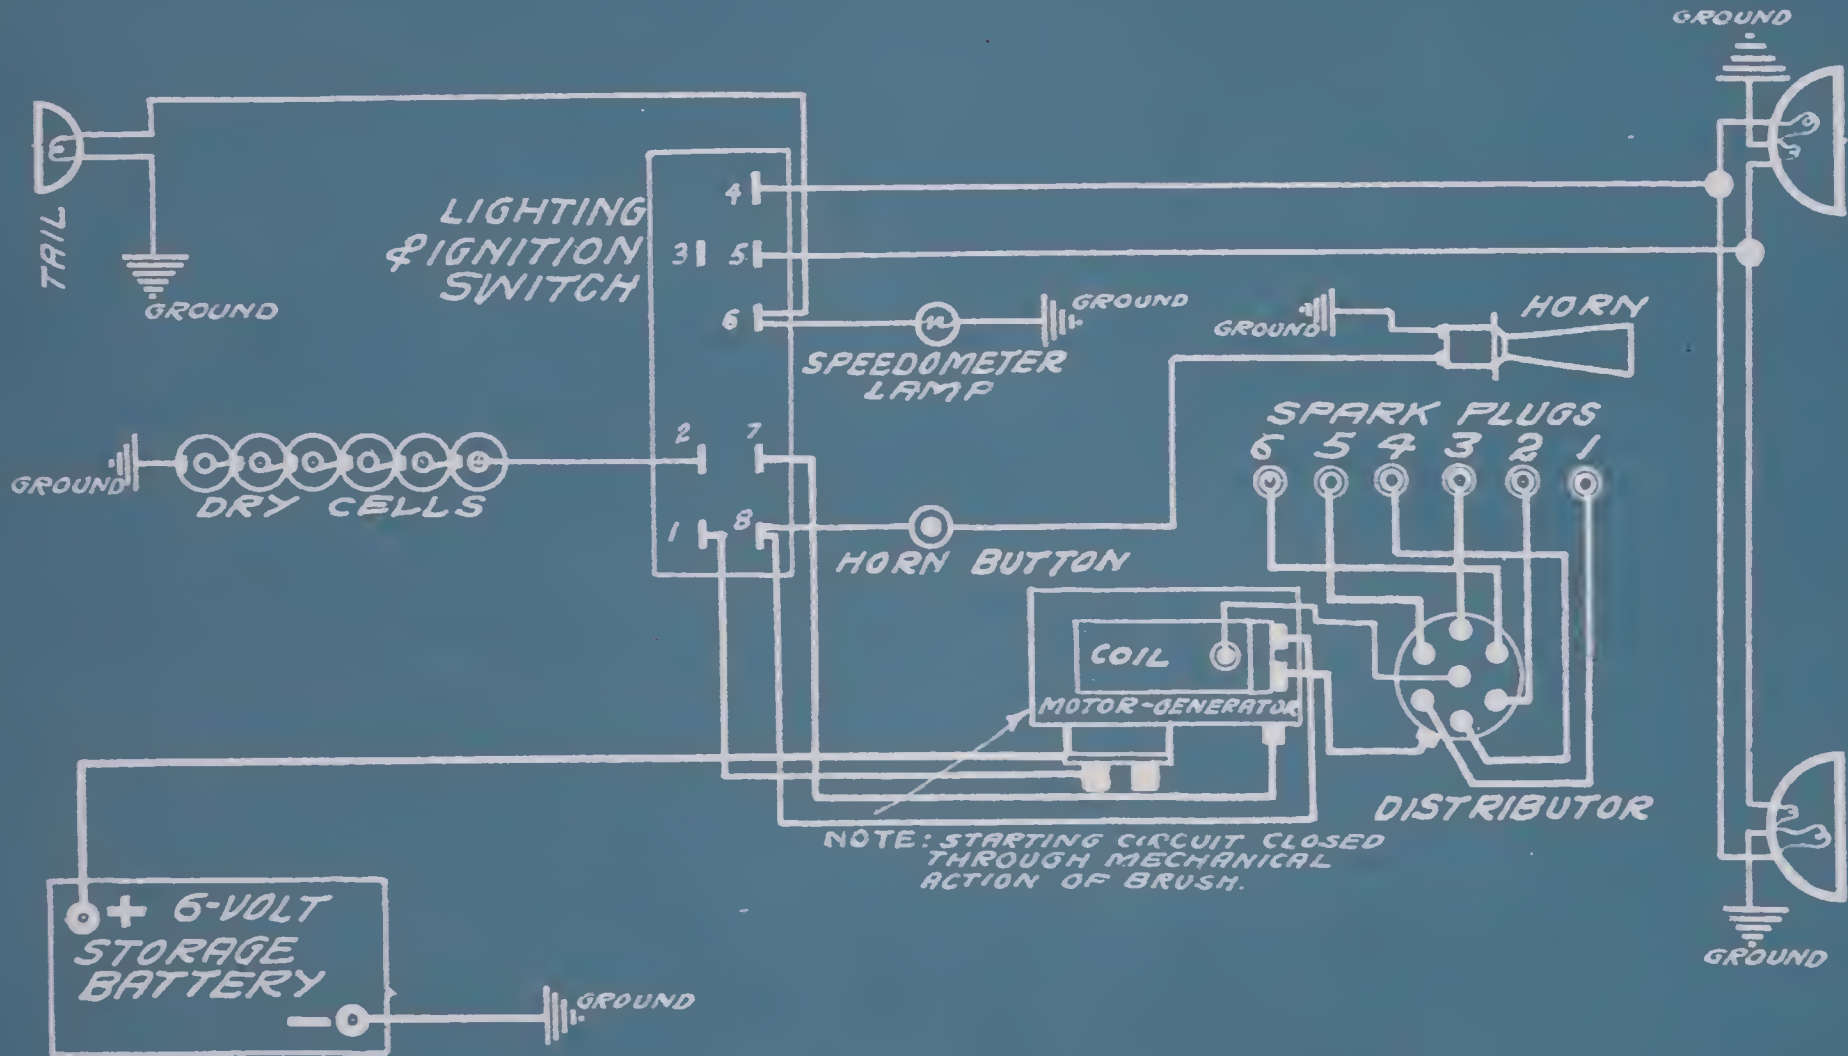 GROUND
TAIL
GROUND
LIGHTING
& IGNITION
SWITCH
4
3 5
6
GROUND
SPEEDOMETER
LAMP
GROUND
HORN
GROUND
DRY CELLS
2 7
1 8
HORN BUTTON
SPARK PLUGS
6 5 4 3 2 1
COIL
MOTOR-GENERATOR
DISTRIBUTOR
NOTE: STARTING CIRCUIT CLOSED
THROUGH MECHANICAL
ACTION OF BRUSH.
+ 6-VOLT
STORAGE
BATTERY
-
GROUND
GROUND